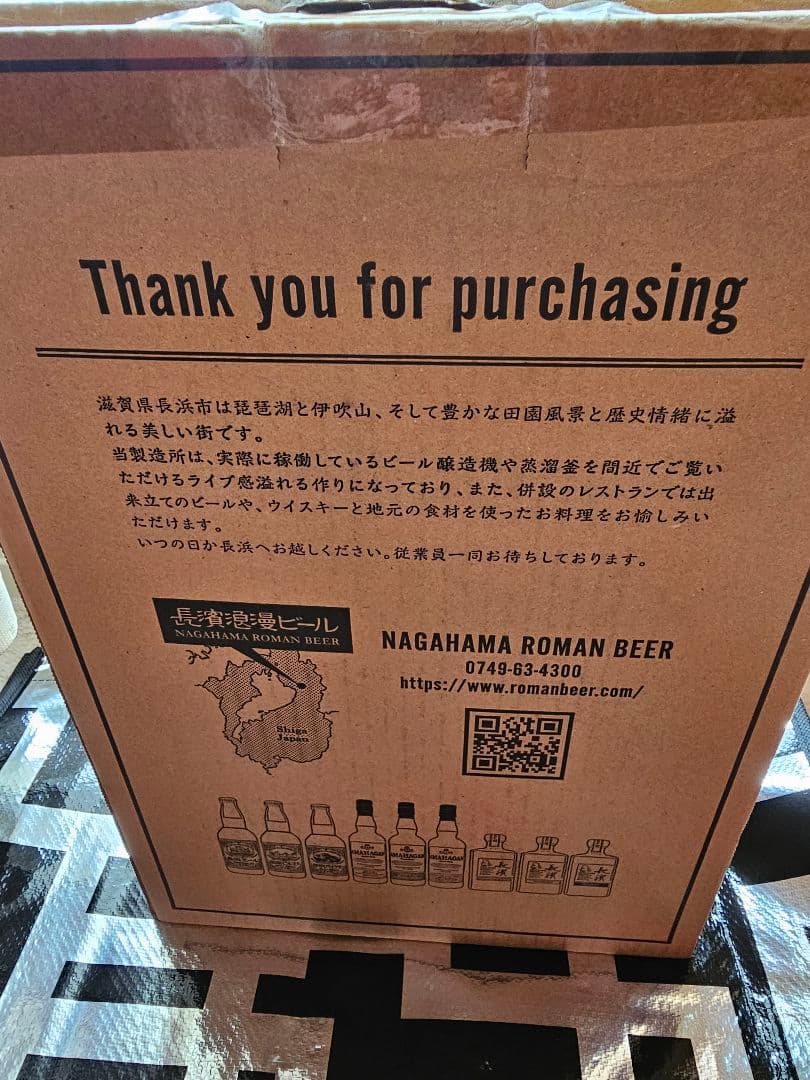 Thank you for purchasing
滋賀県長浜市は琵琶湖と伊吹山、そして豊かな田園風景と歴史情緒に溢
れる美しい街です。
当製造所は、実際に稼働しているビール醸造機や蒸溜釜を間近でご覧い
ただけるライブ感溢れる作りになっており、また、併設のレストランでは出
来立てのビールや、ウイスキーと地元の食材を使ったお料理をお愉しみい
ただけます。
いつの日か長浜へお越しください。従業員一同お待ちしております。
長濱浪漫ビール
NAGAHAMA ROMAN BEER
Shiga
Japan
NAGAHAMA ROMAN BEER
0749-63-4300
https://www.romanbeer.com/
AMAHAGAN
AMAHAGAN
AMAHAGAN
長濱
長濱
長濱